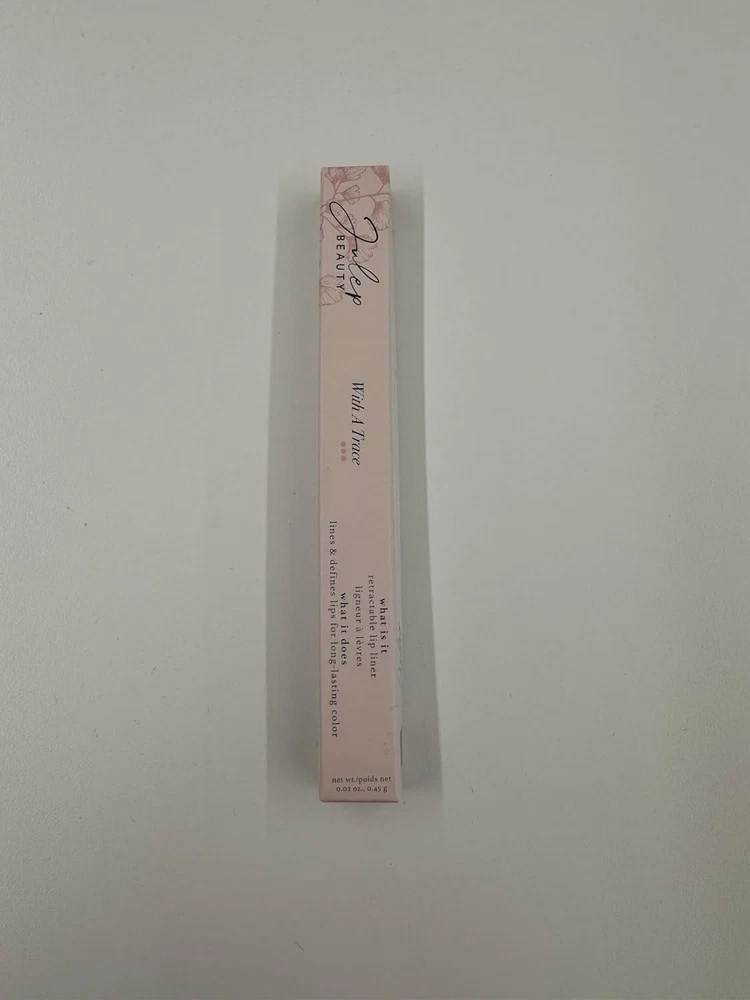 Julep
BEAUTY
With A Trace
what is it
retractable lip liner
ligneur à lèvres
what it does
lines & defines lips for long-lasting color
net wt./poids net
0.02 oz., 0.45 g